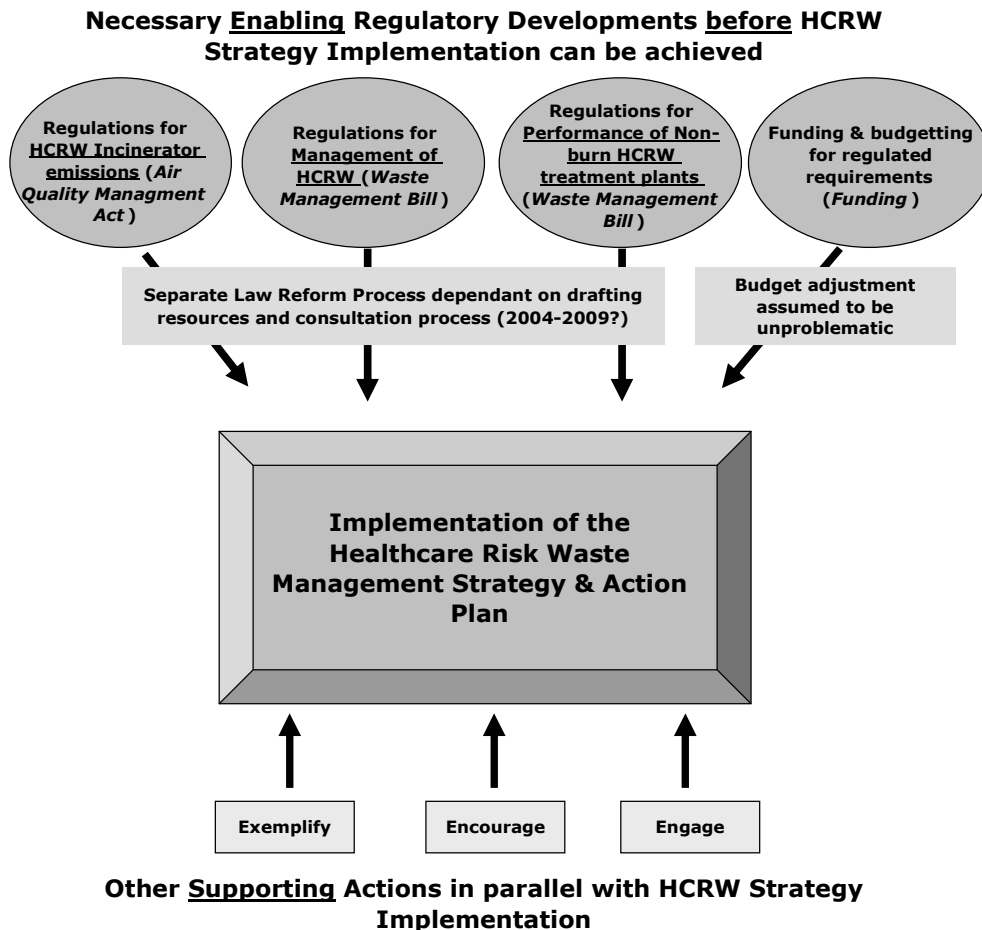 Necessary Enabling Regulatory Developments before HCRW
Strategy Implementation can be achieved
Regulations for
HCRW Incinerator
emissions (Air
Quality Managment
Act )
Regulations for
Management of
HCRW (Waste
Management Bill )
Regulations for
Performance of Non-
burn HCRW
treatment plants
(Waste Management
Bill )
Funding & budgetting
for regulated
requirements
(Funding )
Separate Law Reform Process dependant on drafting
resources and consultation process (2004-2009?)
Budget adjustment
assumed to be
unproblematic
Implementation of the
Healthcare Risk Waste
Management Strategy & Action
Plan
Exemplify
Encourage
Engage
Other Supporting Actions in parallel with HCRW Strategy
Implementation